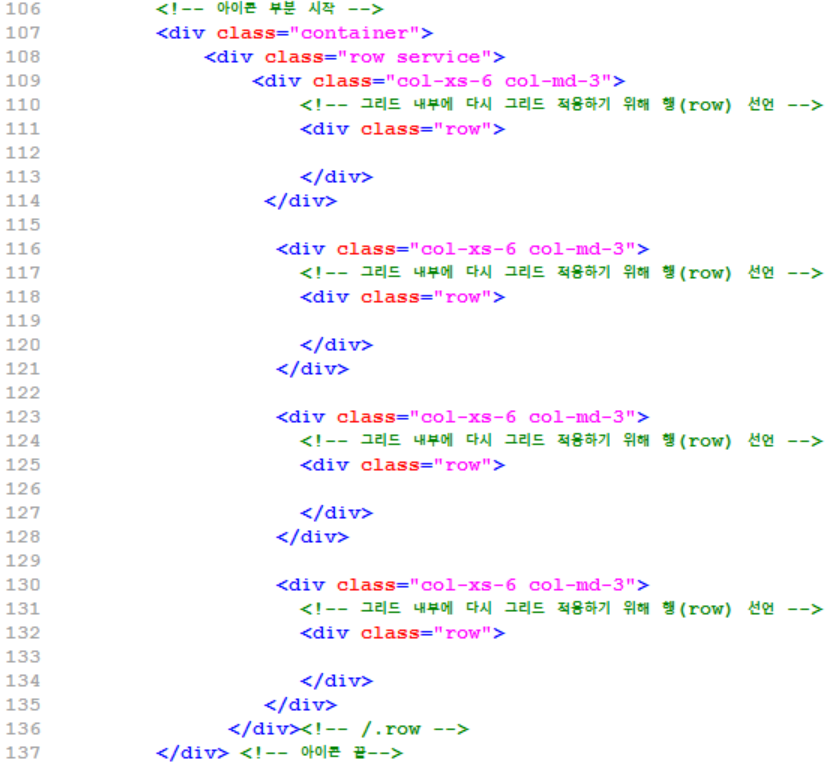 106 <!-- 아이콘 부분 시작 -->
107 <div class="container">
108 <div class="row service">
109 <div class="col-xs-6 col-md-3">
110 <!-- 그리드 내부에 다시 그리드 적용하기 위해 행(row) 선언 -->
111 <div class="row">
112
113 </div>
114 </div>
115
116 <div class="col-xs-6 col-md-3">
117 <!-- 그리드 내부에 다시 그리드 적용하기 위해 행(row) 선언 -->
118 <div class="row">
119
120 </div>
121 </div>
122
123 <div class="col-xs-6 col-md-3">
124 <!-- 그리드 내부에 다시 그리드 적용하기 위해 행(row) 선언 -->
125 <div class="row">
126
127 </div>
128 </div>
129
130 <div class="col-xs-6 col-md-3">
131 <!-- 그리드 내부에 다시 그리드 적용하기 위해 행(row) 선언 -->
132 <div class="row">
133
134 </div>
135 </div>
136 </div><!-- /.row -->
137 </div> <!-- 아이콘 끝-->